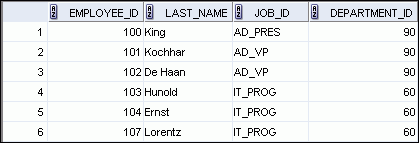 EMPLOYEE_ID LAST_NAME JOB_ID DEPARTMENT_ID
1 100 King AD_PRES 90
2 101 Kochhar AD_VP 90
3 102 De Haan AD_VP 90
4 103 Hunold IT_PROG 60
5 104 Ernst IT_PROG 60
6 107 Lorentz IT_PROG 60